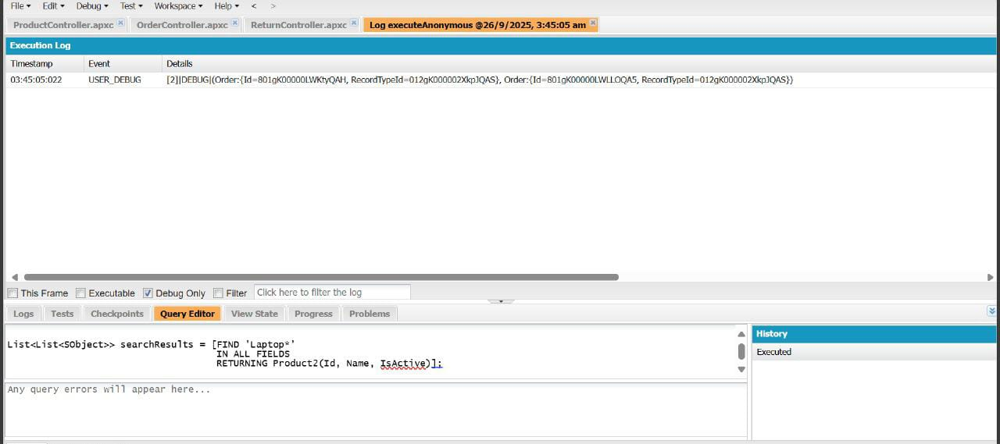 File Edit Debug Test Workspace Help < >
ProductController.apxc OrderController.apxc ReturnController.apxc Log executeAnonymous @26/9/2025, 3:45:05 am
Execution Log
Timestamp Event Details
03:45:05:022 USER_DEBUG [2]|DEBUG|(Order:{Id=801gK00000LWKtyQAH, RecordTypeId=012gK000002XkpJQAS}, Order:{Id=801gK00000LWLLOQA5, RecordTypeId=012gK000002XkpJQAS})
This Frame Executable Debug Only Filter Click here to filter the log
Logs Tests Checkpoints Query Editor View State Progress Problems
List<List<SObject>> searchResults = [FIND 'Laptop*'
IN ALL FIELDS
RETURNING Product2(Id, Name, IsActive)];
Any query errors will appear here...
History
Executed